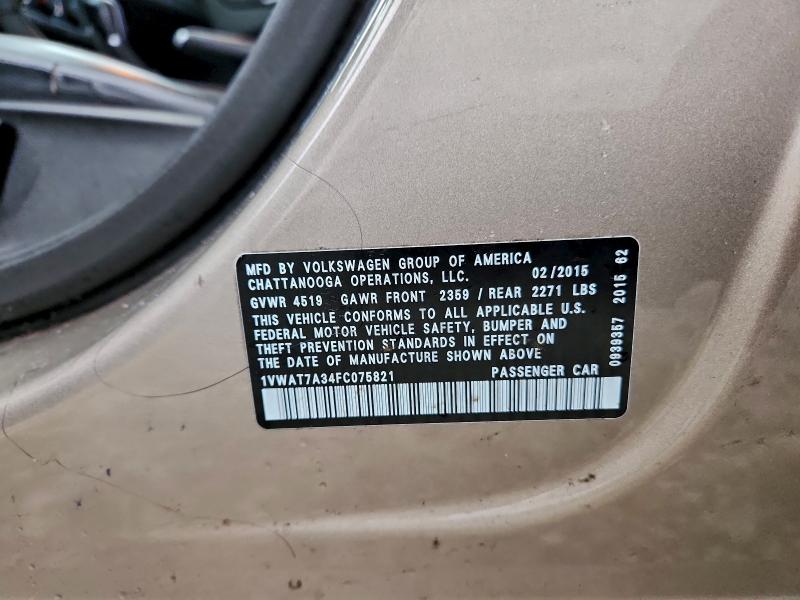 MFD BY VOLKSWAGEN GROUP OF AMERICA
CHATTANOOGA OPERATIONS, LLC. 02/2015
GVWR 4519 GAWR FRONT 2359 / REAR 2271 LBS
THIS VEHICLE CONFORMS TO ALL APPLICABLE U.S.
FEDERAL MOTOR VEHICLE SAFETY, BUMPER AND
THEFT PREVENTION STANDARDS IN EFFECT ON
THE DATE OF MANUFACTURE SHOWN ABOVE
1VWAT7A34FC075821 PASSENGER CAR
0939357 2015 62